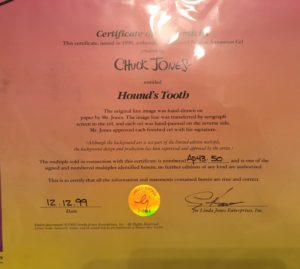 Certificate of
This certificate, issued in 1999, Animation Cel
CHUCK JONES
entitled
Hound's Tooth
The original line image was hand-drawn on
paper by Mr. Jones. The image line was transferred by serigraph
screen to the cel, and each cel was hand-painted on the reverse side.
Mr. Jones approved each finished cel with his signature.
(Although the background art is not part of the limited edition multiple,
the background design and production has been supervised and approved by the artist.)
The multiple sold in connection with this certificate is numbered 50 and is one of the
signed and numbered multiples identified herein; no further editions of any kind are authorized.
This is to certify that all the information and statements contained herein are true and correct.
12.12.99
Date
for Linda Jones Enterprises, Inc.